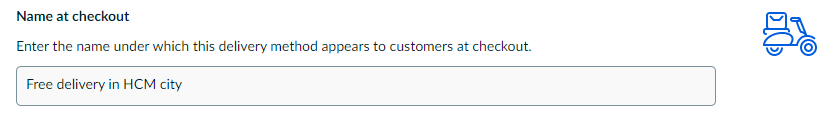 Name at checkout
Enter the name under which this delivery method appears to customers at checkout.
Free delivery in HCM city